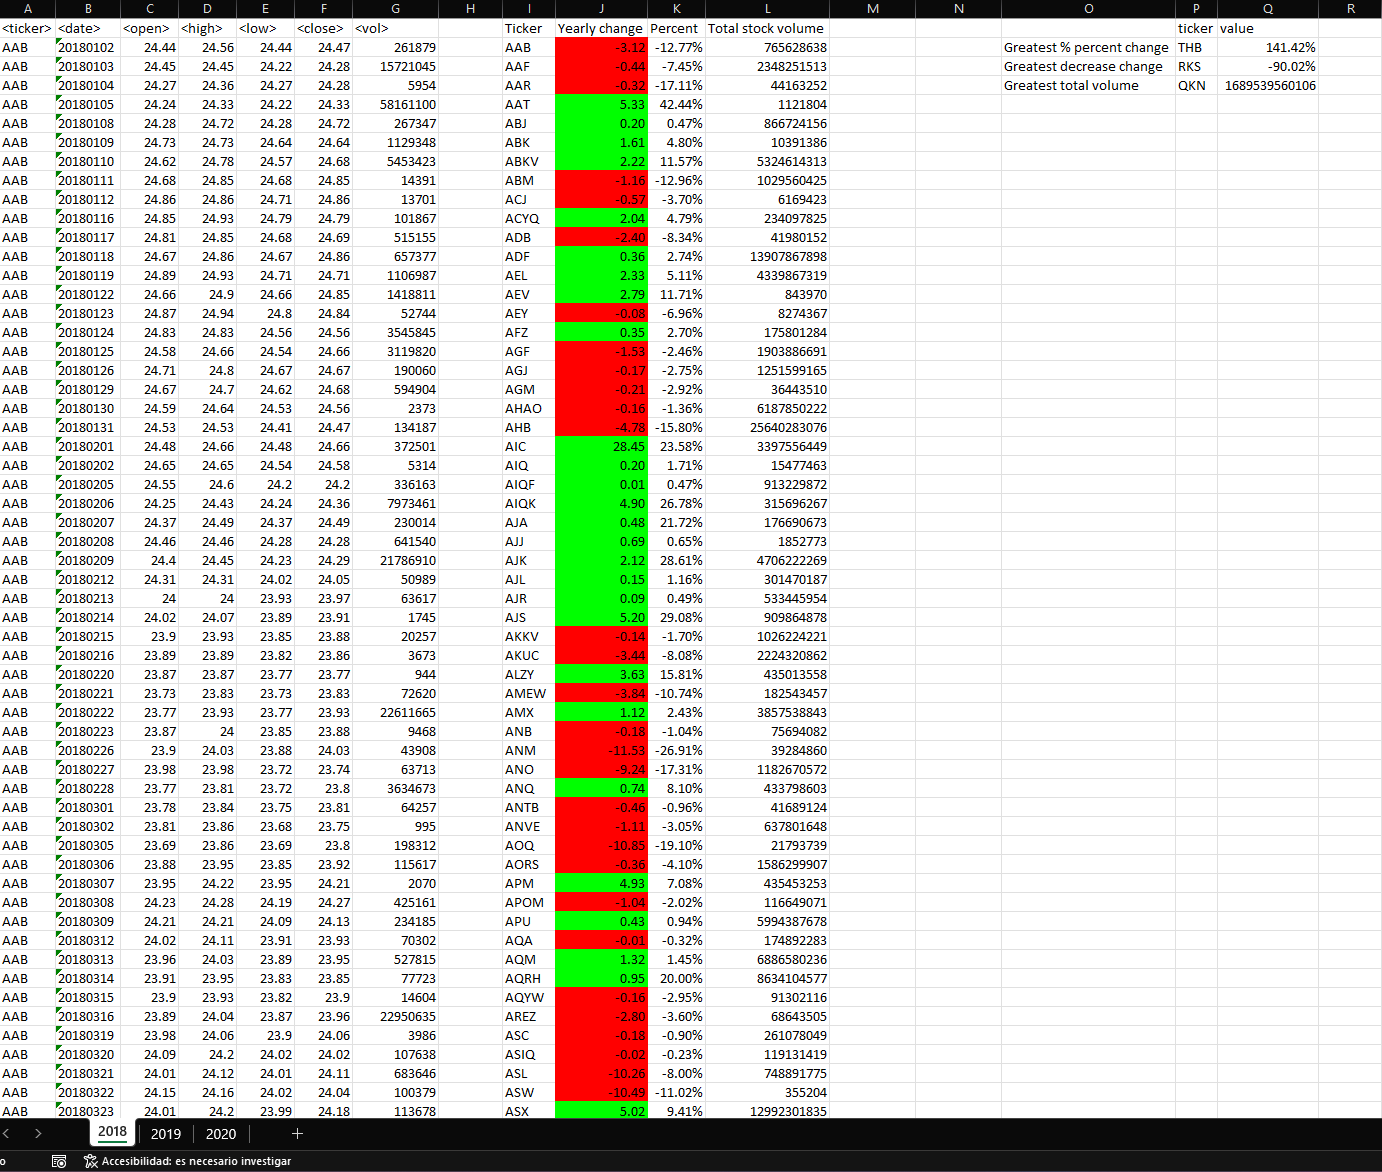 A B C D E F G H I J K L M N O P Q R
<ticker> <date> <open> <high> <low> <close> <vol> Ticker Yearly change Percent Total stock volume ticker value
AAB 20180102 24.44 24.56 24.44 24.47 261879 AAB -3.12 -12.77% 765628638 Greatest % percent change THB 141.42%
AAB 20180103 24.45 24.45 24.22 24.28 15721045 AAF -0.44 -7.45% 2348251513 Greatest decrease change RKS -90.02%
AAB 20180104 24.27 24.36 24.27 24.28 5954 AAR -0.32 -17.11% 44163252 Greatest total volume QKN 1689539560106
AAB 20180105 24.24 24.33 24.22 24.33 58161100 AAT 5.33 42.44% 1121804
AAB 20180108 24.28 24.72 24.28 24.72 267347 ABJ 0.20 0.47% 866724156
AAB 20180109 24.73 24.73 24.64 24.64 1129348 ABK 1.61 4.80% 10391386
AAB 20180110 24.62 24.78 24.57 24.68 5453423 ABKV 2.22 11.57% 5324614313
AAB 20180111 24.68 24.85 24.68 24.85 14391 ABM -1.16 -12.96% 1029560425
AAB 20180112 24.86 24.86 24.71 24.86 13701 ACJ -0.57 -3.70% 6169423
AAB 20180116 24.85 24.93 24.79 24.79 101867 ACYQ 2.04 4.79% 234097825
AAB 20180117 24.81 24.85 24.68 24.69 515155 ADB -2.40 -8.34% 41980152
AAB 20180118 24.67 24.86 24.67 24.86 657377 ADF 0.36 2.74% 13907867898
AAB 20180119 24.89 24.93 24.71 24.71 1106987 AEL 2.33 5.11% 4339867319
AAB 20180122 24.66 24.9 24.66 24.85 1418811 AEV 2.79 11.71% 843970
AAB 20180123 24.87 24.94 24.8 24.84 52744 AEY -0.08 -6.96% 8274367
AAB 20180124 24.83 24.83 24.56 24.56 3545845 AFZ 0.35 2.70% 175801284
AAB 20180125 24.58 24.66 24.54 24.66 3119820 AGF -1.53 -2.46% 1903886691
AAB 20180126 24.71 24.8 24.67 24.67 190060 AGJ -0.17 -2.75% 1251599165
AAB 20180129 24.67 24.7 24.62 24.68 594904 AGM -0.21 -2.92% 36443510
AAB 20180130 24.59 24.64 24.53 24.56 2373 AHAO -0.16 -1.36% 6187850222
AAB 20180131 24.53 24.53 24.41 24.47 134187 AHB -4.78 -15.80% 25640283076
AAB 20180201 24.48 24.66 24.48 24.66 372501 AIC 28.45 23.58% 3397556449
AAB 20180202 24.65 24.65 24.54 24.58 5314 AIQ 0.20 1.71% 15477463
AAB 20180205 24.55 24.6 24.2 24.2 336163 AIQF 0.01 0.47% 913229872
AAB 20180206 24.25 24.43 24.24 24.36 7973461 AIQK 4.90 26.78% 315696267
AAB 20180207 24.37 24.49 24.37 24.49 230014 AJA 0.48 21.72% 176690673
AAB 20180208 24.46 24.46 24.28 24.28 641540 AJJ 0.69 0.65% 1852773
AAB 20180209 24.4 24.45 24.23 24.29 21786910 AJK 2.12 28.61% 4706222269
AAB 20180212 24.31 24.31 24.02 24.05 50989 AJL 0.15 1.16% 301470187
AAB 20180213 24 24 23.93 23.97 63617 AJR 0.09 0.49% 533445954
AAB 20180214 24.02 24.07 23.89 23.91 1745 AJS 5.20 29.08% 909864878
AAB 20180215 23.9 23.93 23.85 23.88 20257 AKKV -0.14 -1.70% 1026224221
AAB 20180216 23.89 23.89 23.82 23.86 3673 AKUC -3.44 -8.08% 2224320862
AAB 20180220 23.87 23.87 23.77 23.77 944 ALZY 3.63 15.81% 435013558
AAB 20180221 23.73 23.83 23.73 23.83 72620 AMEW -3.84 -10.74% 182543457
AAB 20180222 23.77 23.93 23.77 23.93 22611665 AMX 1.12 2.43% 3857538843
AAB 20180223 23.87 24 23.85 23.88 9468 ANB -0.18 -1.04% 75694082
AAB 20180226 23.9 24.03 23.88 24.03 43908 ANM -11.53 -26.91% 39284860
AAB 20180227 23.98 23.98 23.72 23.74 63713 ANO -9.24 -17.31% 1182670572
AAB 20180228 23.77 23.81 23.72 23.8 3634673 ANQ 0.74 8.10% 433798603
AAB 20180301 23.78 23.84 23.75 23.81 64257 ANTB -0.46 -0.96% 41689124
AAB 20180302 23.81 23.86 23.68 23.75 995 ANVE -1.11 -3.05% 637801648
AAB 20180305 23.69 23.86 23.69 23.8 198312 AOQ -10.85 -19.10% 21793739
AAB 20180306 23.88 23.95 23.85 23.92 115617 AORS -0.36 -4.10% 1586299907
AAB 20180307 23.95 24.22 23.95 24.21 2070 APM 4.93 7.08% 435453253
AAB 20180308 24.23 24.28 24.19 24.27 425161 APOM -1.04 -2.02% 116649071
AAB 20180309 24.21 24.21 24.09 24.13 234185 APU 0.43 0.94% 5994387678
AAB 20180312 24.02 24.11 23.91 23.93 70302 AQA -0.01 -0.32% 174892283
AAB 20180313 23.96 24.03 23.89 23.95 527815 AQM 1.32 1.45% 6886580236
AAB 20180314 23.91 23.95 23.83 23.85 77723 AQRH 0.95 20.00% 8634104577
AAB 20180315 23.9 23.93 23.82 23.9 14604 AQYW -0.16 -2.95% 91302116
AAB 20180316 23.89 24.04 23.87 23.96 22950635 AREZ -2.80 -3.60% 68643505
AAB 20180319 23.98 24.06 23.9 24.06 3986 ASC -0.18 -0.90% 261078049
AAB 20180320 24.09 24.2 24.02 24.02 107638 ASIQ -0.02 -0.23% 119131419
AAB 20180321 24.01 24.12 24.01 24.11 683646 ASL -10.26 -8.00% 748891775
AAB 20180322 24.15 24.16 24.02 24.04 100379 ASW -10.49 -11.02% 355204
AAB 20180323 24.01 24.2 23.99 24.18 113678 ASX 5.02 9.41% 12992301835
2018 2019 2020 +
o Accesibilidad: es necesario investigar